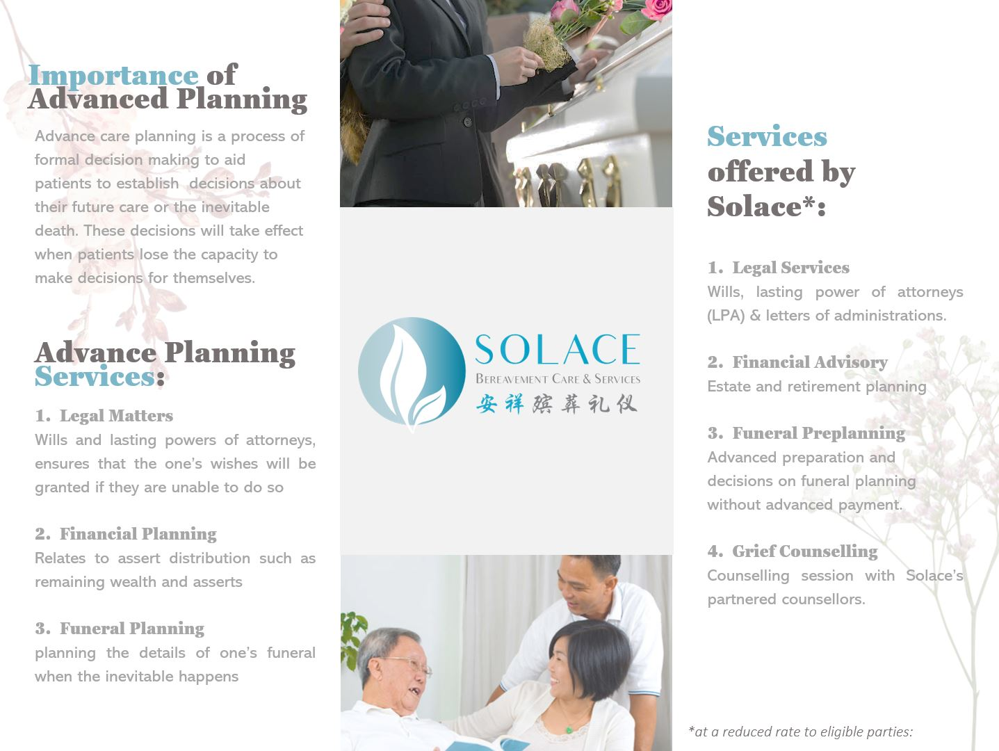 Importance of
Advanced Planning
Advance care planning is a process of
formal decision making to aid
patients to establish  decisions about
their future care or the inevitable
death. These decisions will take effect
when patients lose the capacity to
make decisions for themselves.
Advance Planning
Services:
1. Legal Matters
Wills and lasting powers of attorneys,
ensures that the one’s wishes will be
granted if they are unable to do so
2. Financial Planning
Relates to assert distribution such as
remaining wealth and asserts
3. Funeral Planning
planning the details of one’s funeral
when the inevitable happens
SOLACE
BEREAVEMENT CARE & SERVICES
安祥殡葬礼仪
Services
offered by
Solace*:
1. Legal Services
Wills, lasting power of attorneys
(LPA) & letters of administrations.
2. Financial Advisory
Estate and retirement planning
3. Funeral Preplanning
Advanced preparation and
decisions on funeral planning
without advanced payment.
4. Grief Counselling
Counselling session with Solace’s
partnered counsellors.
*at a reduced rate to eligible parties: